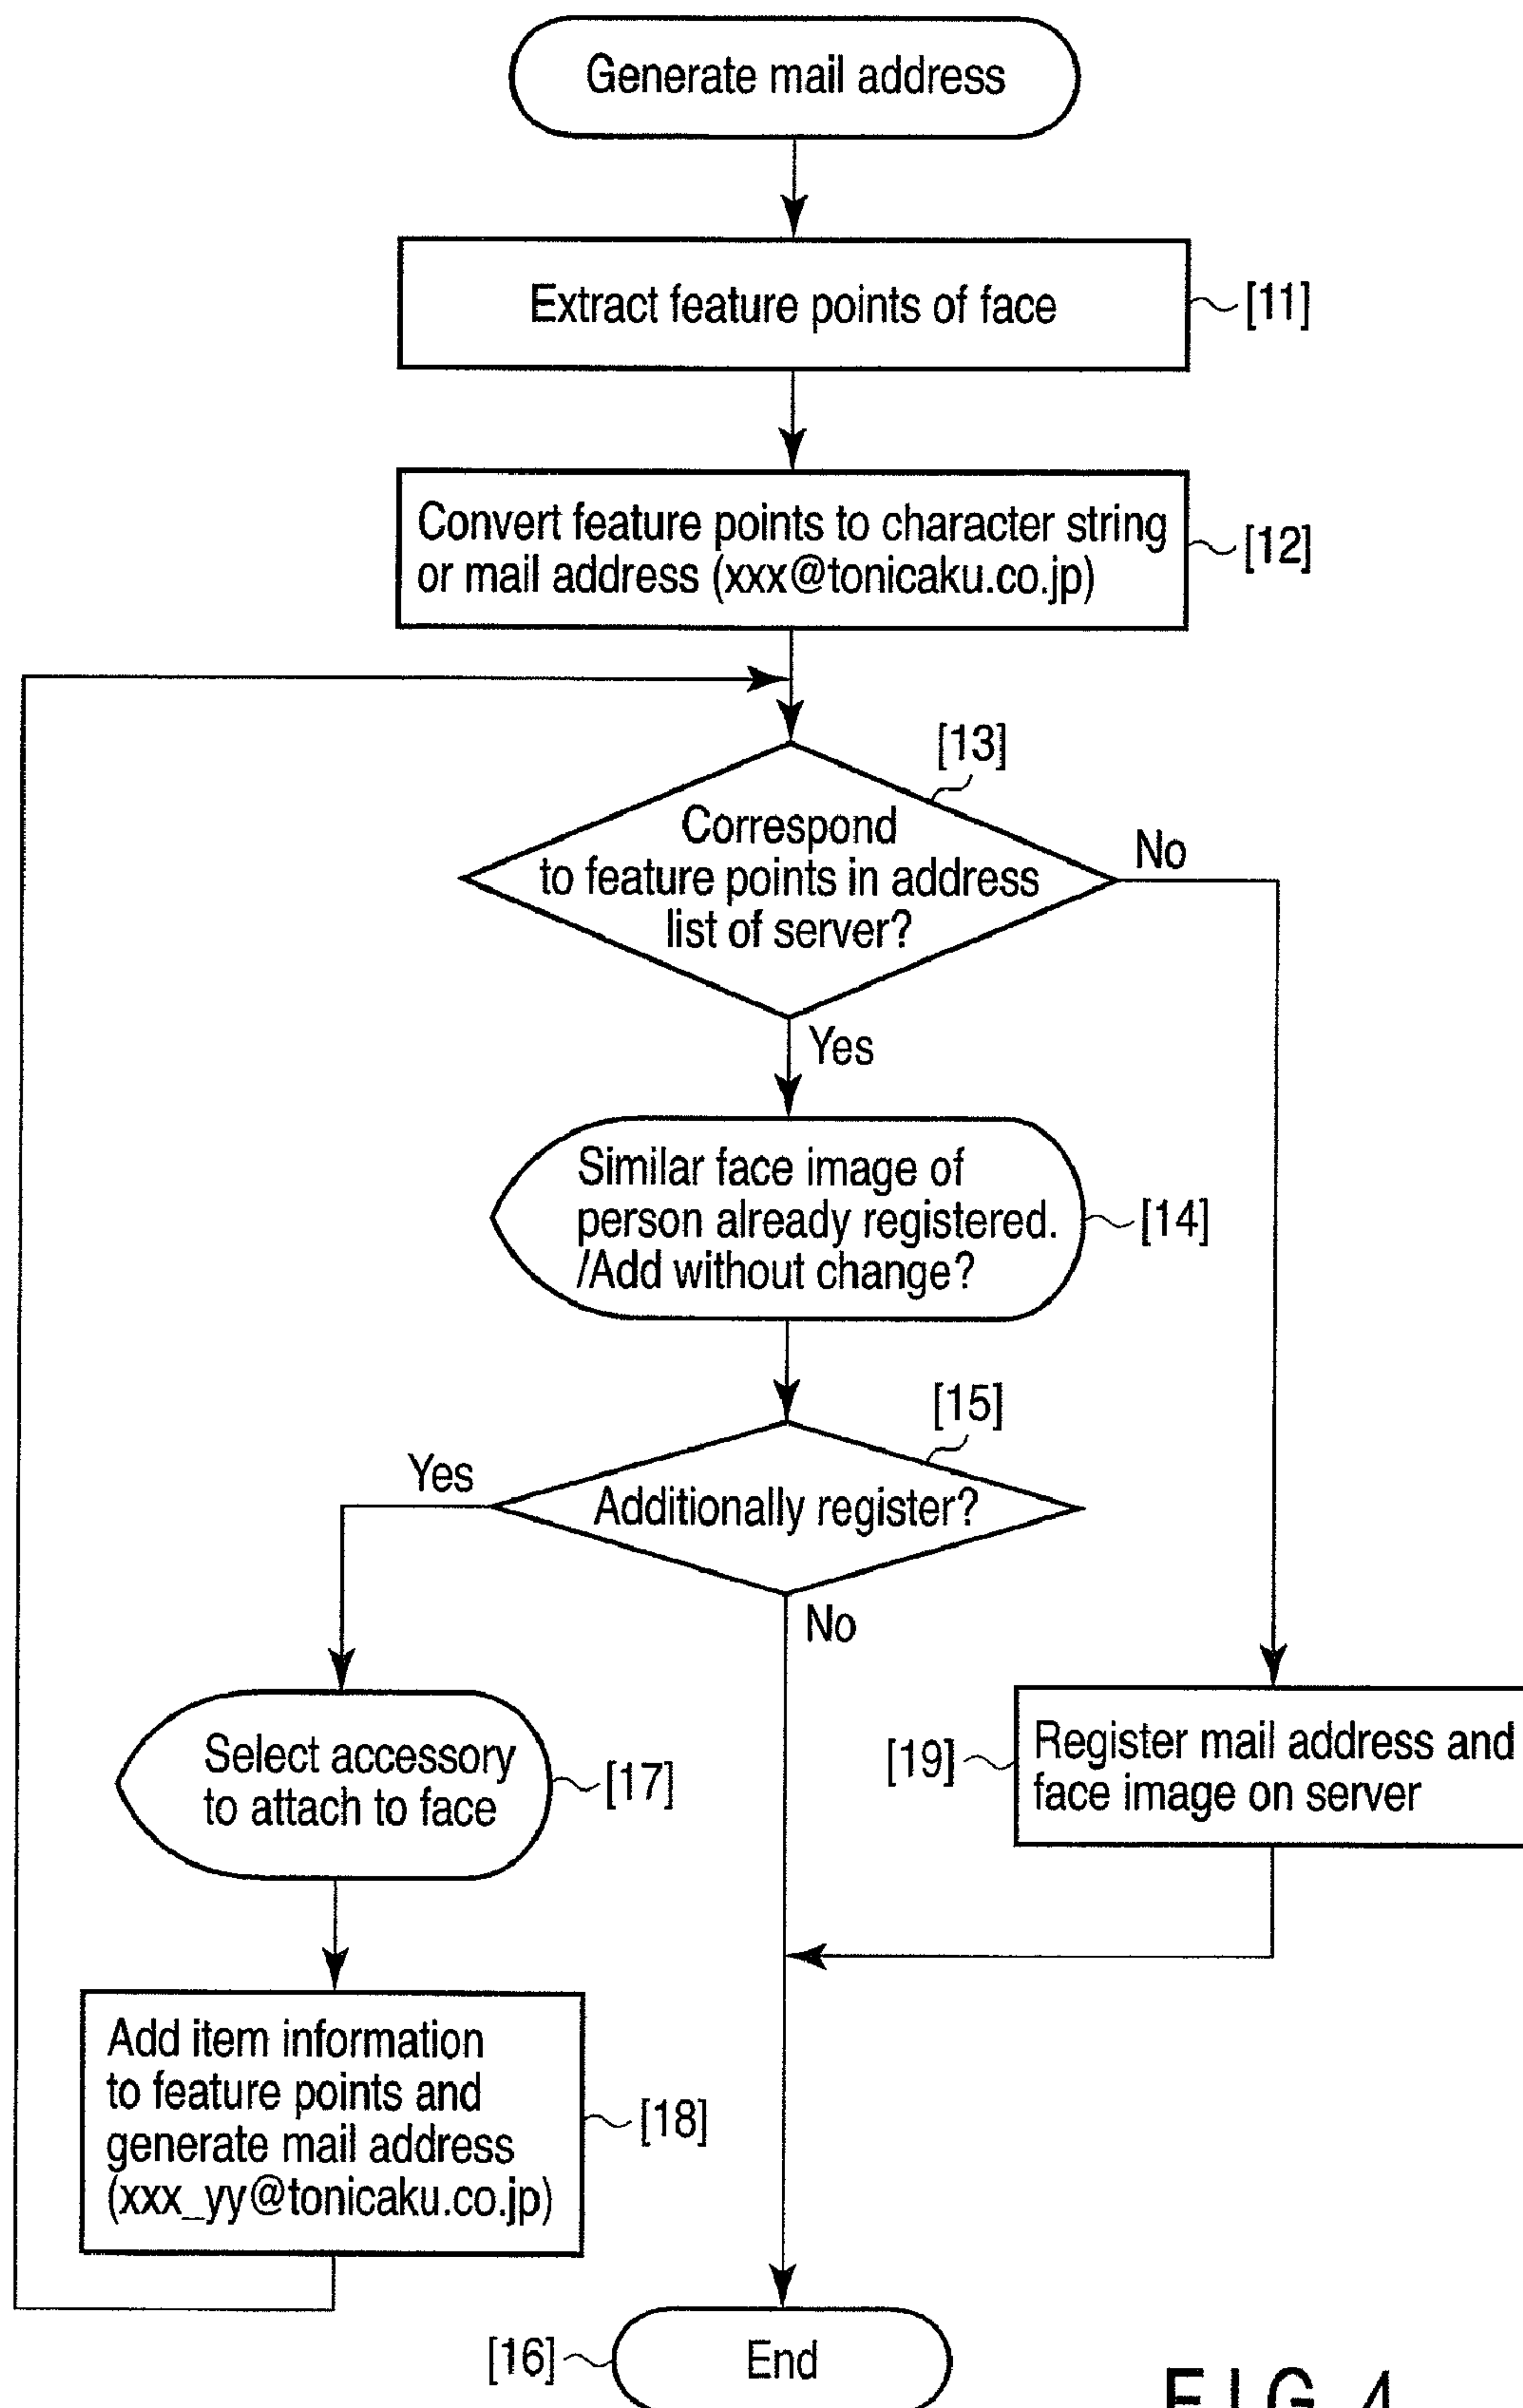 Generate mail address
Extract feature points of face
[11]
Convert feature points to character string
or mail address (xxx@tonicaku.co.jp)
[12]
[13]
Correspond
to feature points in address
list of server?
No
Yes
Similar face image of
person already registered.
/Add without change?
[14]
[15]
Yes
Additionally register?
No
Select accessory
to attach to face
[17]
[19]
Register mail address and
face image on server
Add item information
to feature points and
generate mail address
(xxx_yy@tonicaku.co.jp)
[18]
[16]
End
FIG.4